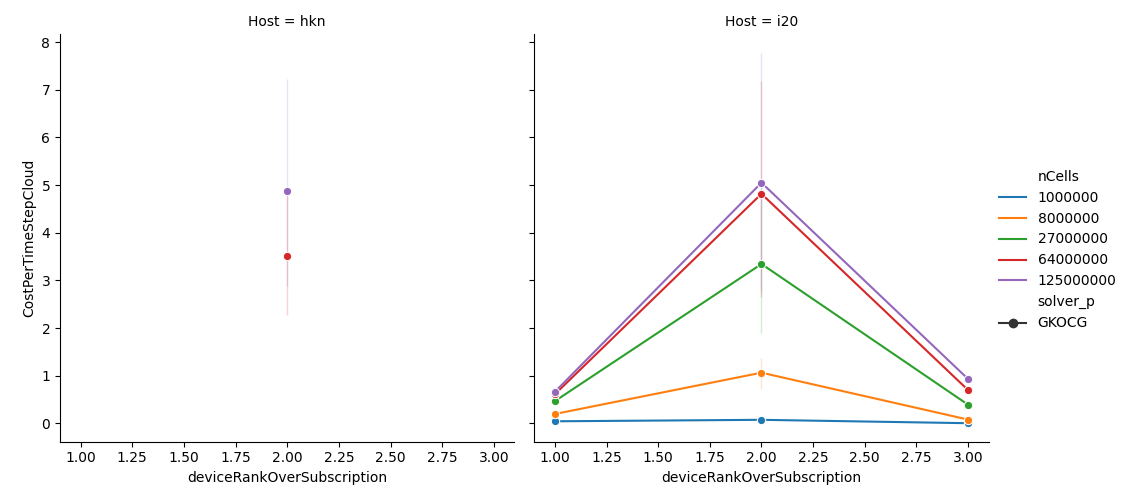 Host = hkn
Host = i20
CostPerTimeStepCloud
8
7
6
5
4
3
2
1
0
1.00 1.25 1.50 1.75 2.00 2.25 2.50 2.75 3.00
deviceRankOverSubscription
1.00 1.25 1.50 1.75 2.00 2.25 2.50 2.75 3.00
deviceRankOverSubscription
nCells
1000000
8000000
27000000
64000000
125000000
solver_p
GKOCG